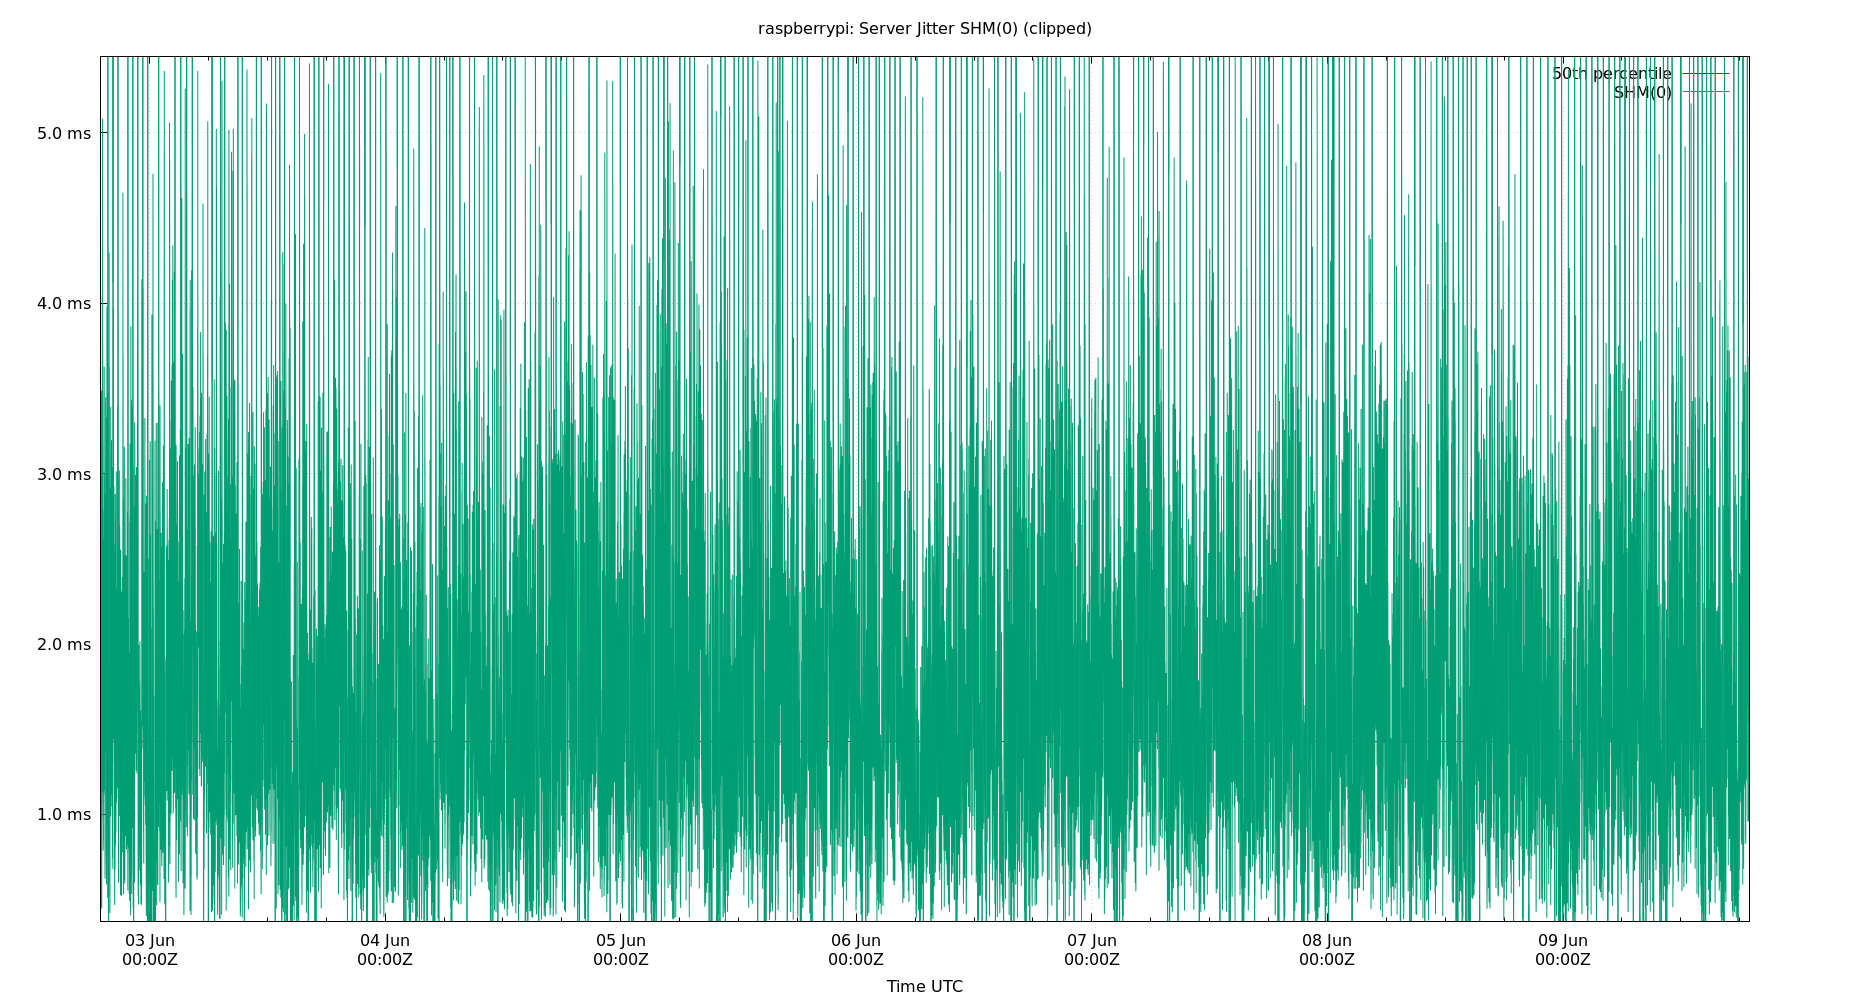 raspberrypi: Server Jitter SHM(0) (clipped)
50th percentile
SHM(0)
5.0 ms
4.0 ms
3.0 ms
2.0 ms
1.0 ms
03 Jun 04 Jun 05 Jun 06 Jun 07 Jun 08 Jun 09 Jun
00:00Z 00:00Z 00:00Z 00:00Z 00:00Z 00:00Z 00:00Z
Time UTC